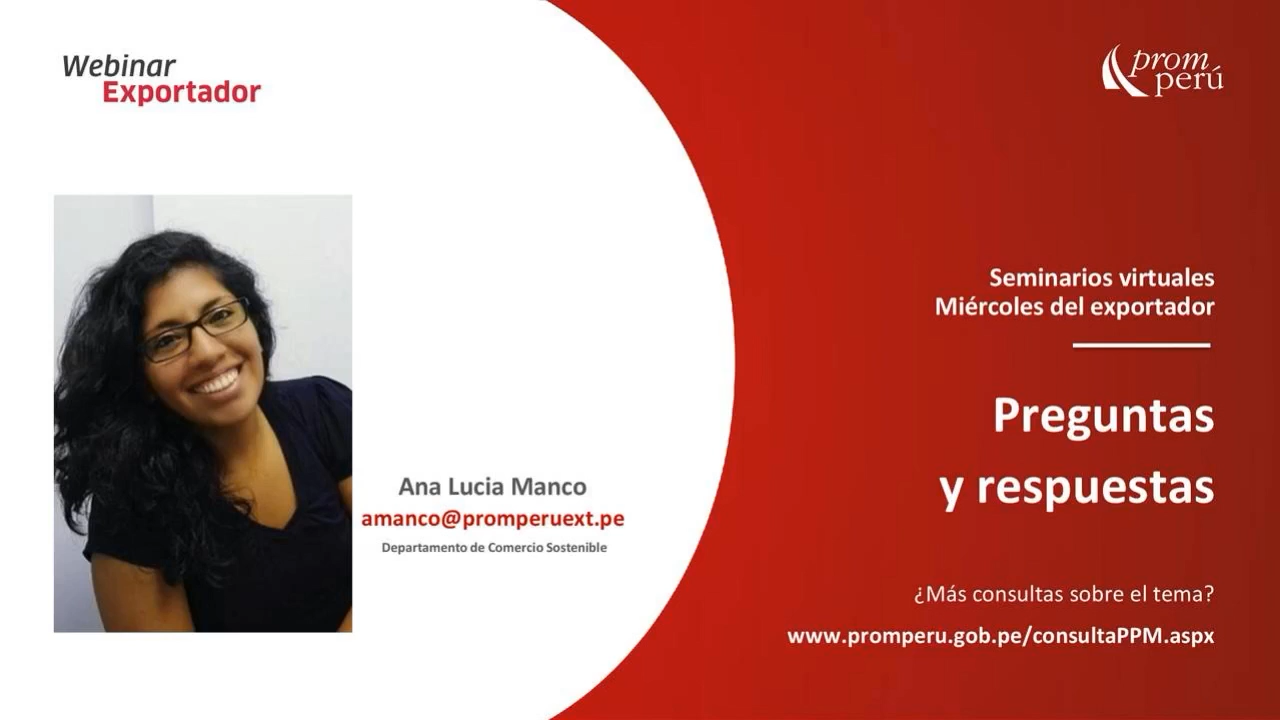 Webinar
Exportador
prom
perú
Ana Lucia Manco
amanco@promperuext.pe
Departamento de Comercio Sostenible
Seminarios virtuales
Miércoles del exportador
Preguntas
y respuestas
¿Más consultas sobre el tema?
www.promperu.gob.pe/consultaPPM.aspx